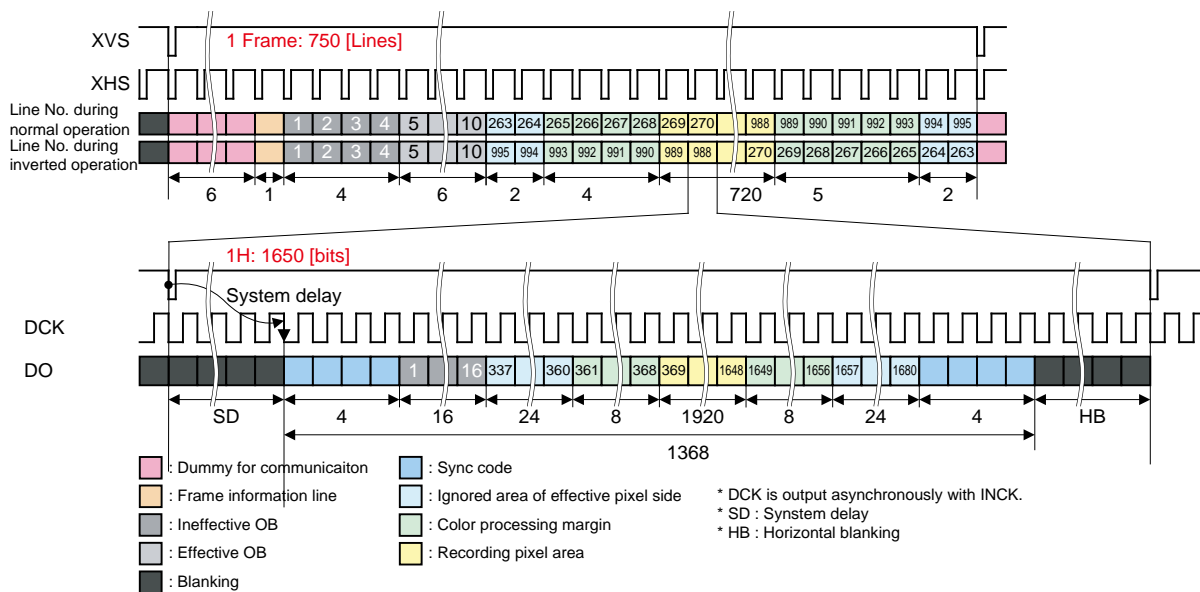 XVS
1 Frame: 750 [Lines]
XHS
Line No. during
normal operation
1 2 3 4 5 10 263 264 265 266 267 268 269 270 988 989 990 991 992 993 994 995
Line No. during
inverted operation
1 2 3 4 5 10 995 994 993 992 991 990 989 988 270 269 268 267 266 265 264 263
6 1 4 6 2 4 720 5 2
1H: 1650 [bits]
System delay
DCK
DO
1 16 337 360 361 368 369 1648 1649 1656 1657 1680
SD 4 16 24 8 1920 8 24 4 HB
1368
: Dummy for communicaiton
: Frame information line
: Ineffective OB
: Effective OB
: Blanking
: Sync code
: Ignored area of effective pixel side
: Color processing margin
: Recording pixel area
* DCK is output asynchronously with INCK.
* SD : Synstem delay
* HB : Horizontal blanking